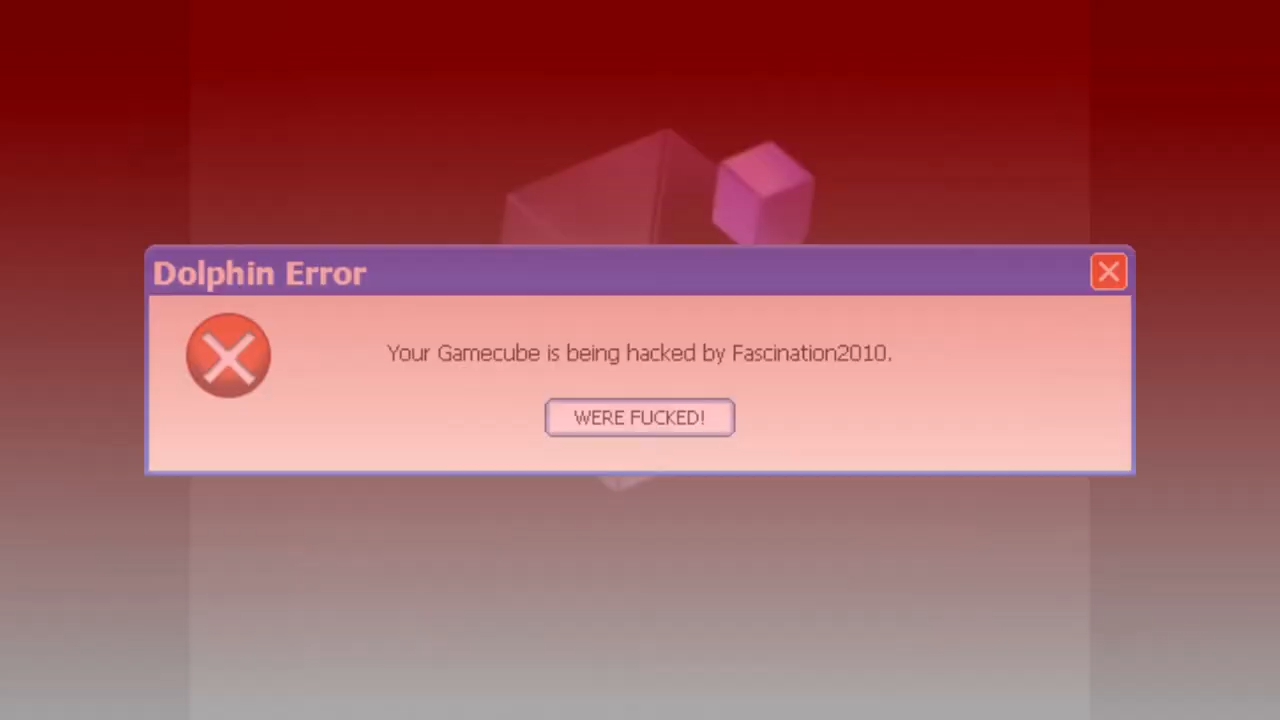 Dolphin Error
Your Gamecube is being hacked by Fascination2010.
WERE FUCKED!